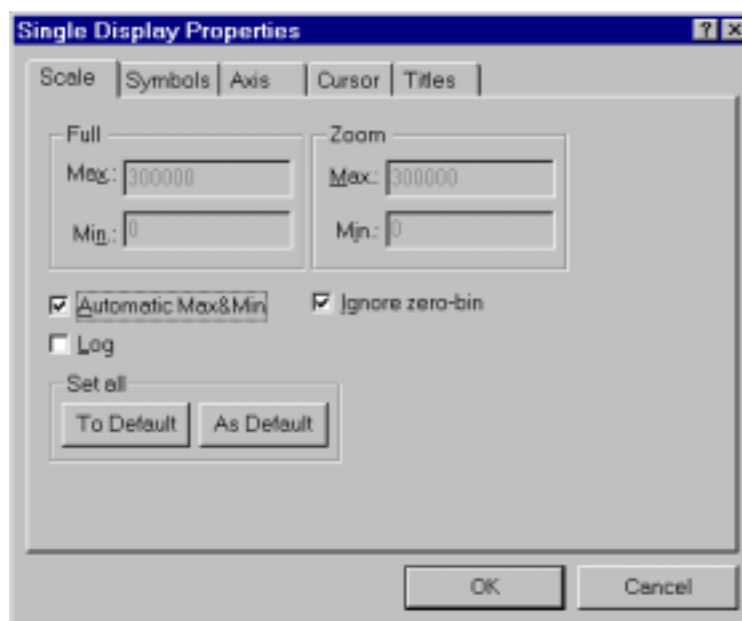 Single Display Properties
Scale Symbols Axis Cursor Titles
Full Zoom
Max.: 300000 Max.: 300000
Min.: 0 Min.: 0
Automatic Max&Min Ignore zero-bin
Log
Set all
To Default As Default
OK Cancel